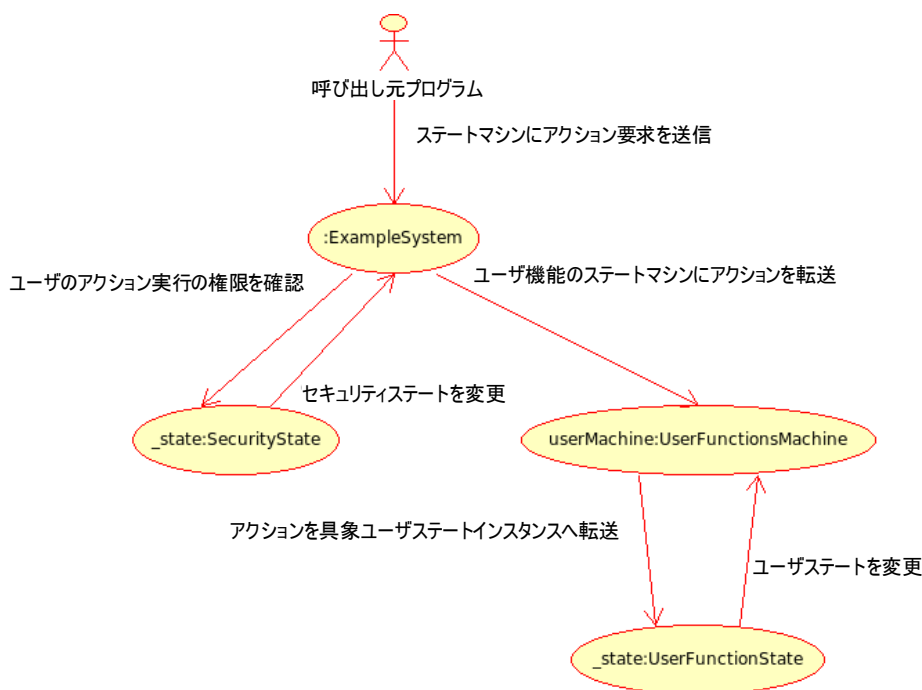 呼び出し元プログラム
ステートマシンにアクション要求を送信
:ExampleSystem
ユーザのアクション実行の権限を確認
ユーザ機能のステートマシンにアクションを転送
セキュリティステートを変更
_state:SecurityState
userMachine:UserFunctionsMachine
アクションを具象ユーザステートインスタンスへ転送
ユーザステートを変更
_state:UserFunctionState